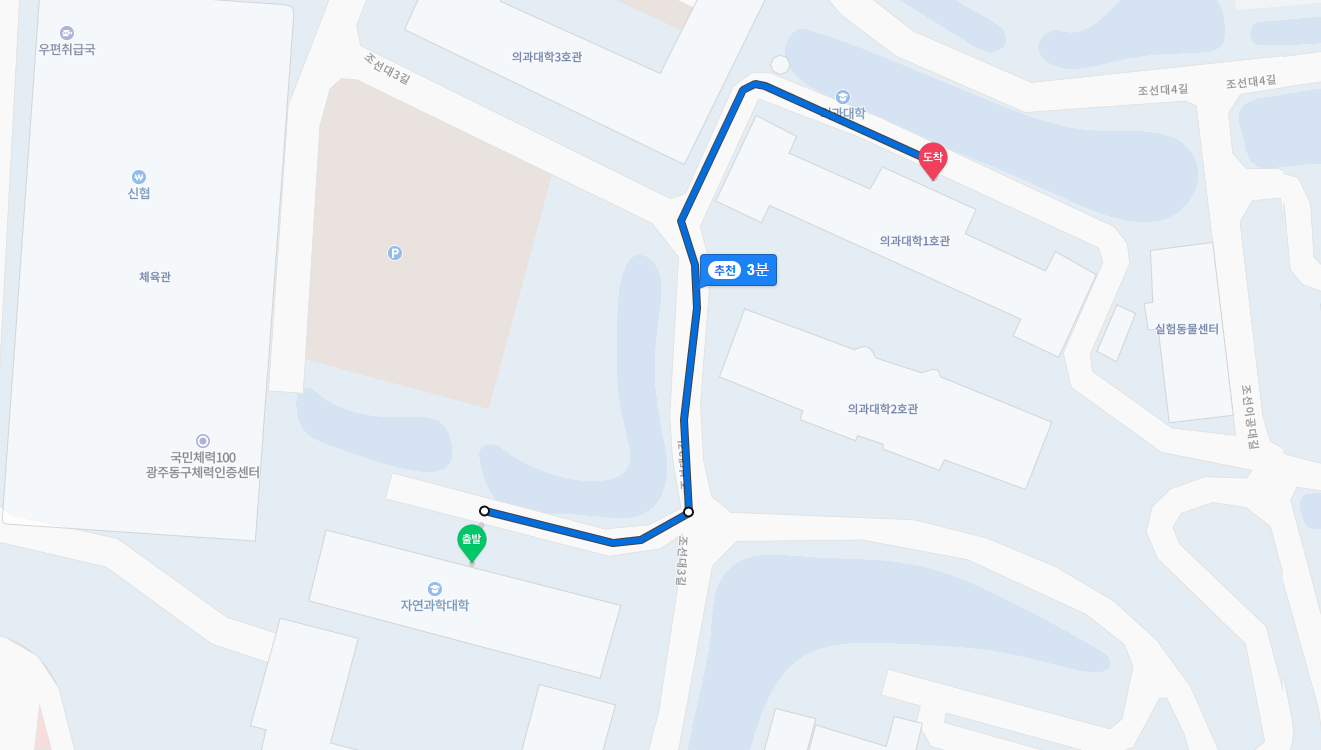 우편취급국
의과대학3호관
조선대3길
조선대4길
조선대4길
신협
체육관
도착
의과대학1호관
추천 3분
실험동물센터
의과대학2호관
조선이공대길
국민체력100
광주동구체력인증센터
출발
조선대3길
자연과학대학